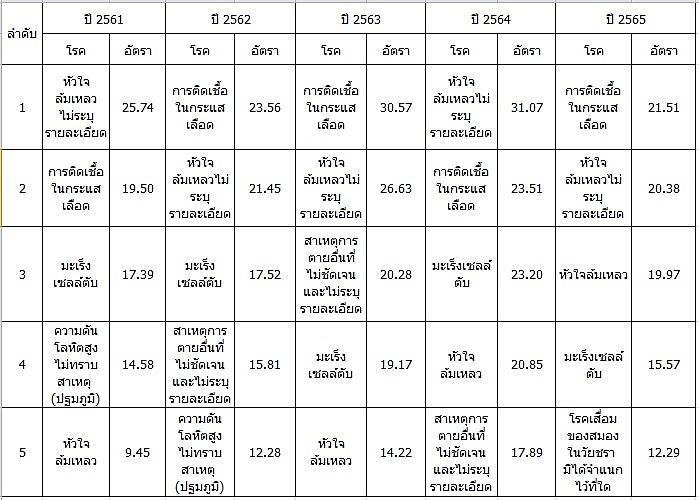 ลำดับ ปี 2561 ปี 2562 ปี 2563 ปี 2564 ปี 2565
โรค อัตรา โรค อัตรา โรค อัตรา โรค อัตรา โรค อัตรา
1
หัวใจ
ล้มเหลว
ไม่ระบุ
รายละเอียด
25.74
การติดเชื้อ
ในกระแส
เลือด
23.56
การติดเชื้อ
ในกระแส
เลือด
30.57
หัวใจ
ล้มเหลวไม่
ระบุ
รายละเอียด
31.07
การติดเชื้อ
ในกระแส
เลือด
21.51
2
การติดเชื้อ
ในกระแส
เลือด
19.50
หัวใจ
ล้มเหลวไม่
ระบุ
รายละเอียด
21.45
หัวใจ
ล้มเหลวไม่
ระบุ
รายละเอียด
26.63
การติดเชื้อ
ในกระแส
เลือด
23.51
หัวใจ
ล้มเหลวไม่
ระบุ
รายละเอียด
20.38
3
มะเร็ง
เซลล์ตับ
17.39
มะเร็ง
เซลล์ตับ
17.52
สาเหตุการ
ตายอื่นที่
ไม่ชัดเจน
และไม่ระบุ
รายละเอียด
20.28
มะเร็งเซลล์
ตับ
23.20
หัวใจล้มเหลว
19.97
4
ความดัน
โลหิตสูง
ไม่ทราบ
สาเหตุ
(ปฐมภูมิ)
14.58
สาเหตุการ
ตายอื่นที่
ไม่ชัดเจน
และไม่ระบุ
รายละเอียด
15.81
มะเร็ง
เซลล์ตับ
19.17
หัวใจ
ล้มเหลว
20.85
มะเร็งเซลล์
ตับ
15.57
5
หัวใจ
ล้มเหลว
9.45
ความดัน
โลหิตสูง
ไม่ทราบ
สาเหตุ
(ปฐมภูมิ)
12.28
หัวใจ
ล้มเหลว
14.22
สาเหตุการ
ตายอื่นที่
ไม่ชัดเจน
และไม่ระบุ
รายละเอียด
17.89
โรคเสื่อม
ของสมอง
ในวัยชรา
มิได้จำแนก
ไว้ที่ใด
12.29